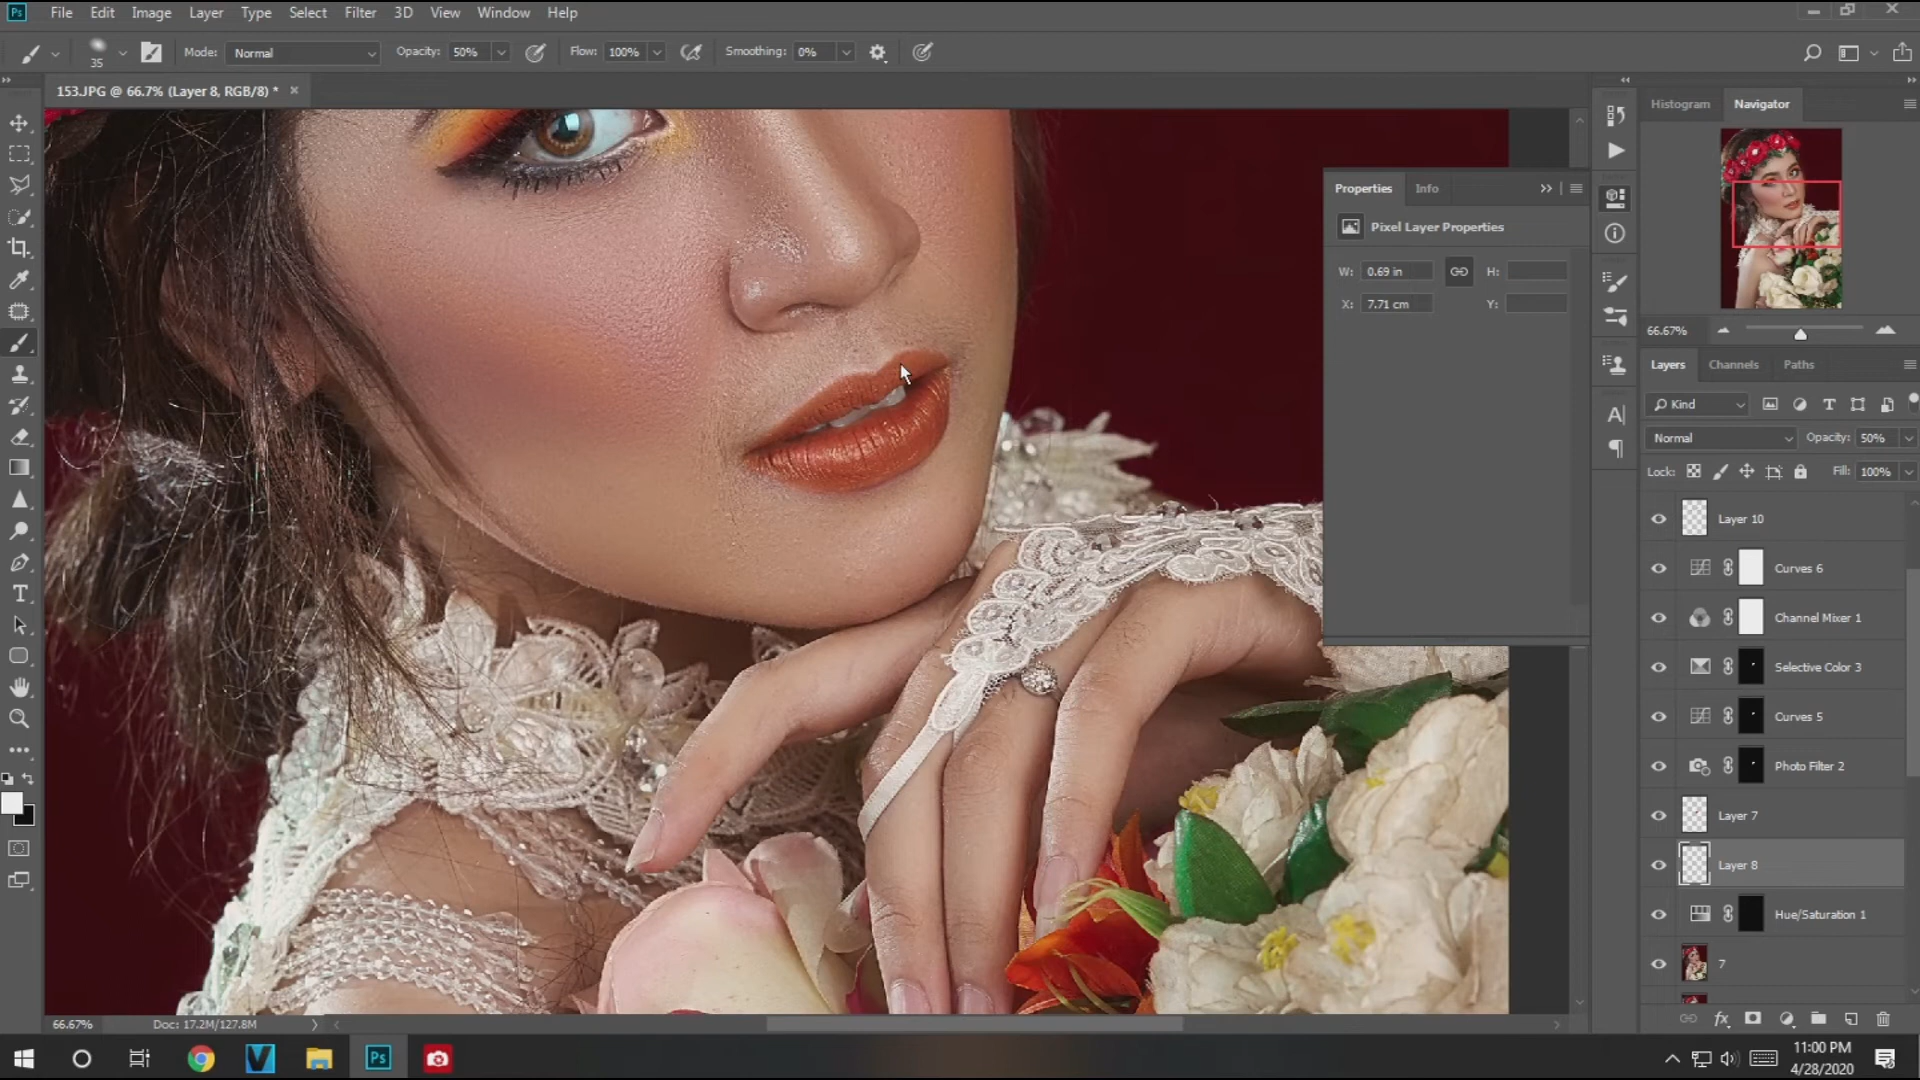 Ps File Edit Image Layer Type Select Filter 3D View Window Help
35 Mode: Normal Opacity: 50% Flow: 100% Smoothing: 0%
153.JPG @ 66.7% (Layer 8, RGB/8) * ×
Histogram Navigator
Properties Info
Pixel Layer Properties
W: 0.69 in H:
X: 7.71 cm Y:
66.67%
Layers Channels Paths
Kind
Normal Opacity: 50%
Lock: Fill: 100%
Layer 10
Curves 6
Channel Mixer 1
Selective Color 3
Curves 5
Photo Filter 2
Layer 7
Layer 8
Hue/Saturation 1
7
66.67% Doc: 17.2M/127.8M
Ps
11:00 PM
4/28/2020